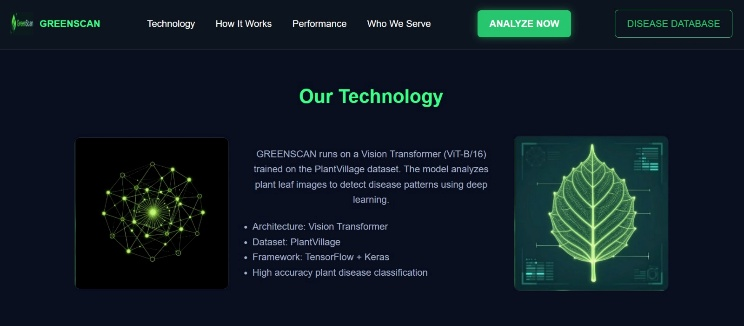 GreenScan GREENSCAN Technology How It Works Performance Who We Serve ANALYZE NOW DISEASE DATABASE
Our Technology
GREENSCAN runs on a Vision Transformer (ViT-B/16)
trained on the PlantVillage dataset. The model analyzes
plant leaf images to detect disease patterns using deep
learning.
• Architecture: Vision Transformer
• Dataset: PlantVillage
• Framework: TensorFlow + Keras
• High accuracy plant disease classification